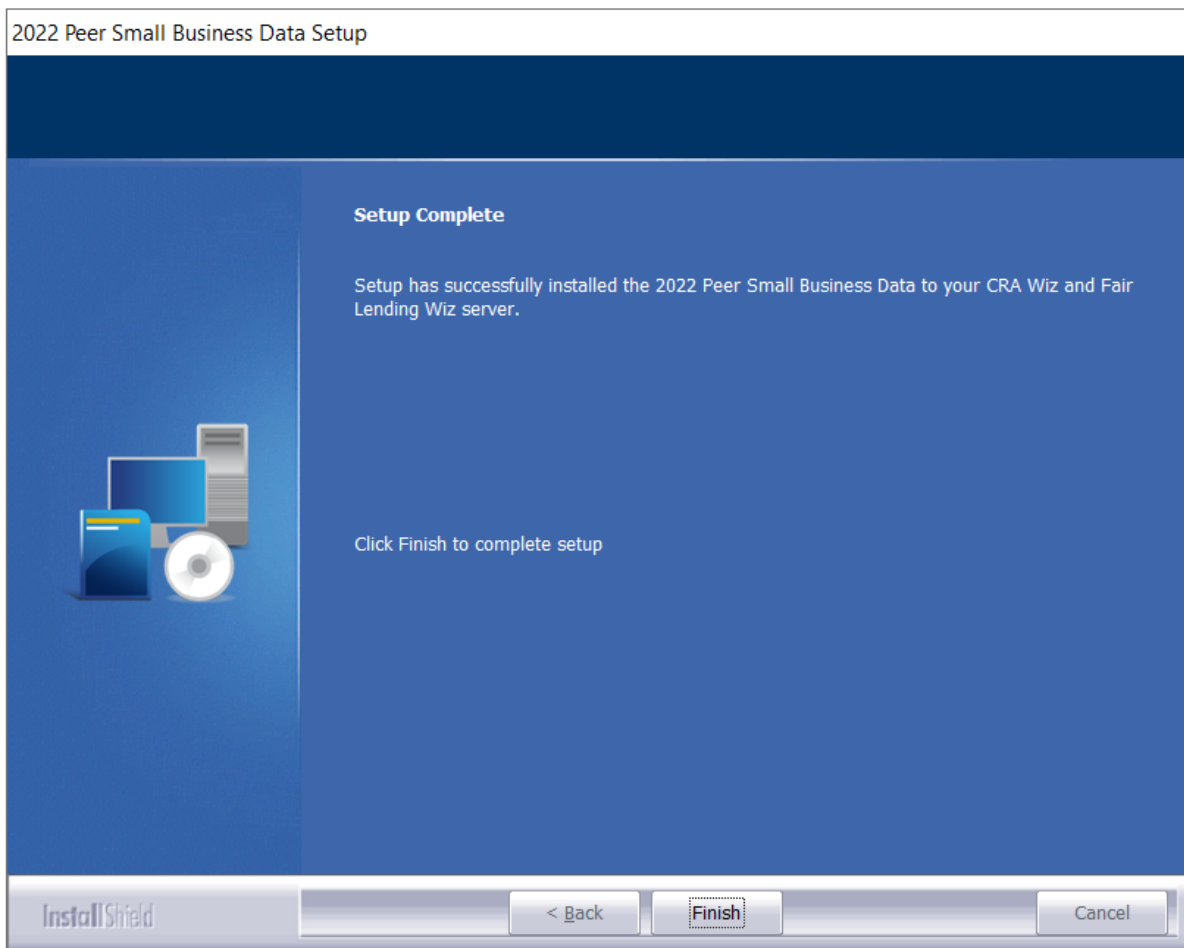 2022 Peer Small Business Data Setup
Setup Complete
Setup has successfully installed the 2022 Peer Small Business Data to your CRA Wiz and Fair
Lending Wiz server.
Click Finish to complete setup
InstallShield
< Back
Finish
Cancel